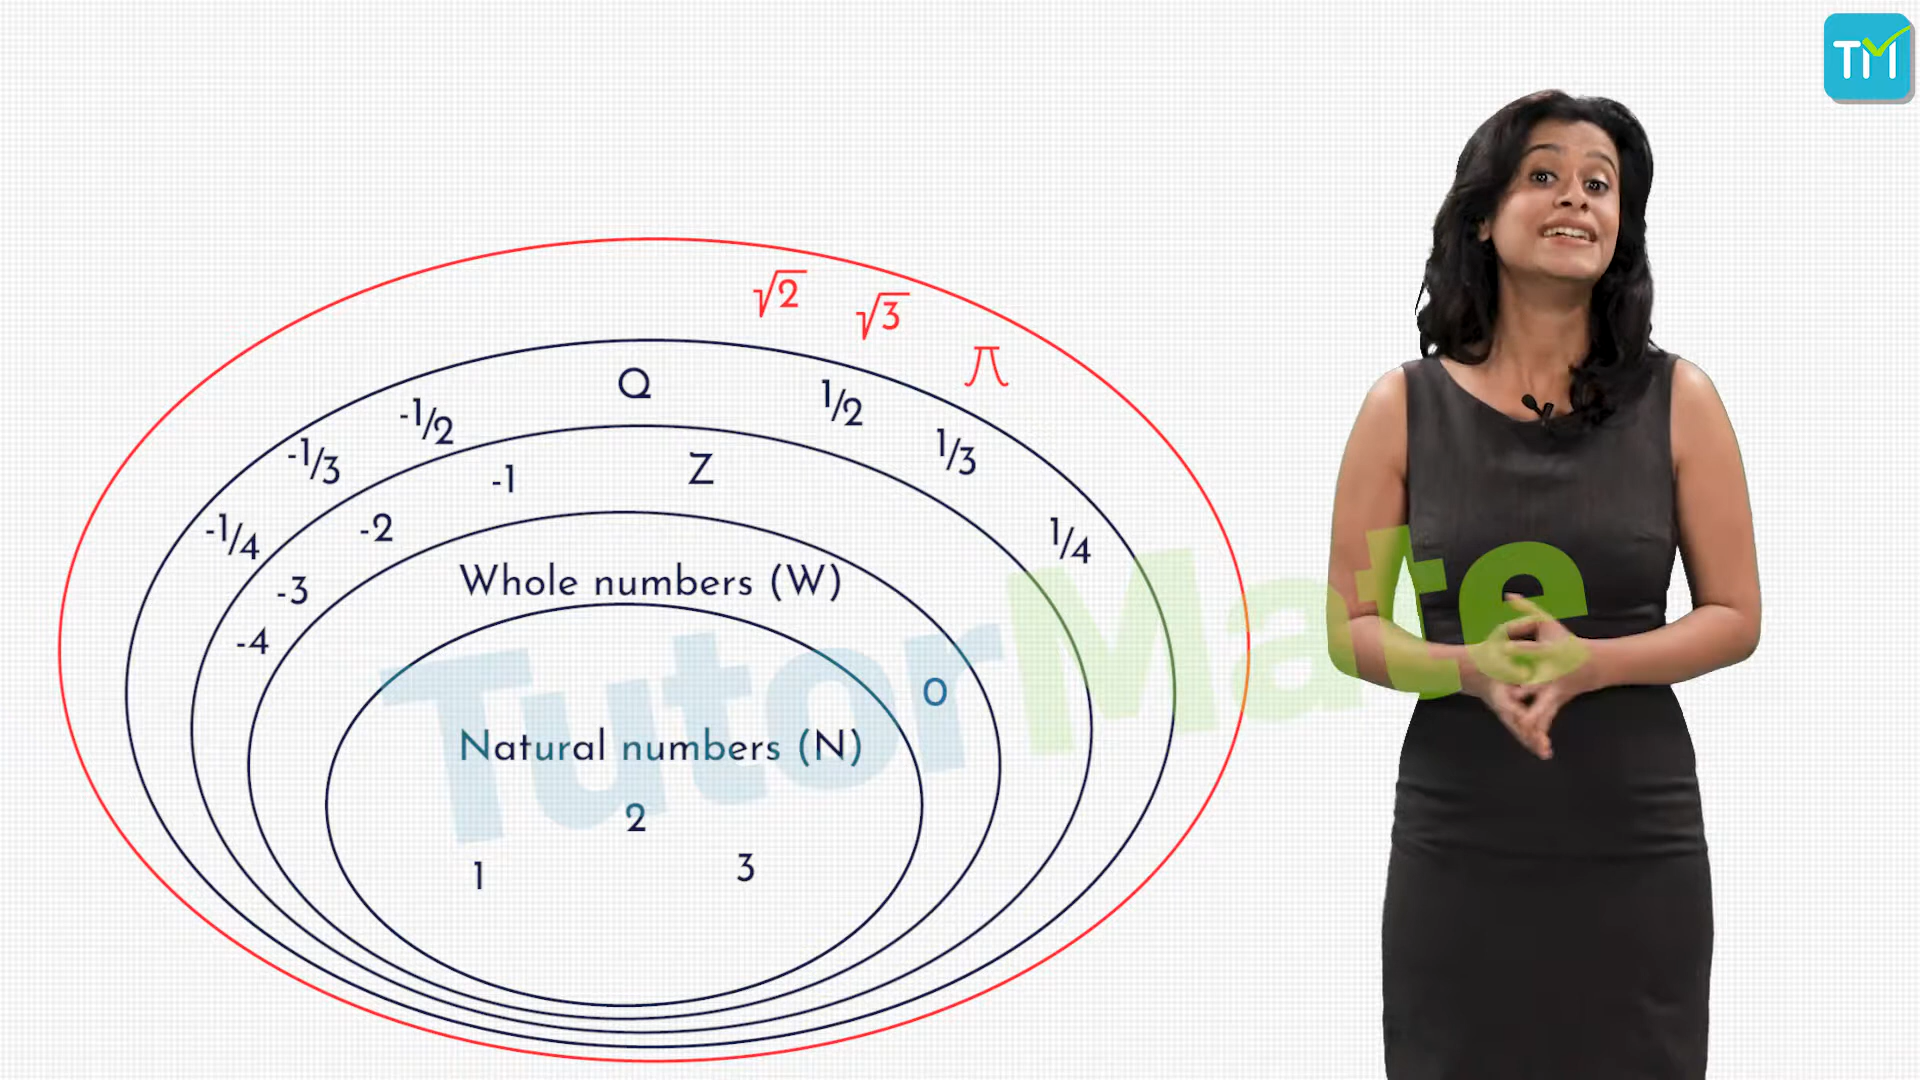 TM
√2
√3
π
Q
-1/2
1/2
-1/3
1/3
Z
-1
-1/4
-2
1/4
Whole numbers (W)
-3
-4
0
TutorMate
Natural numbers (N)
2
1
3